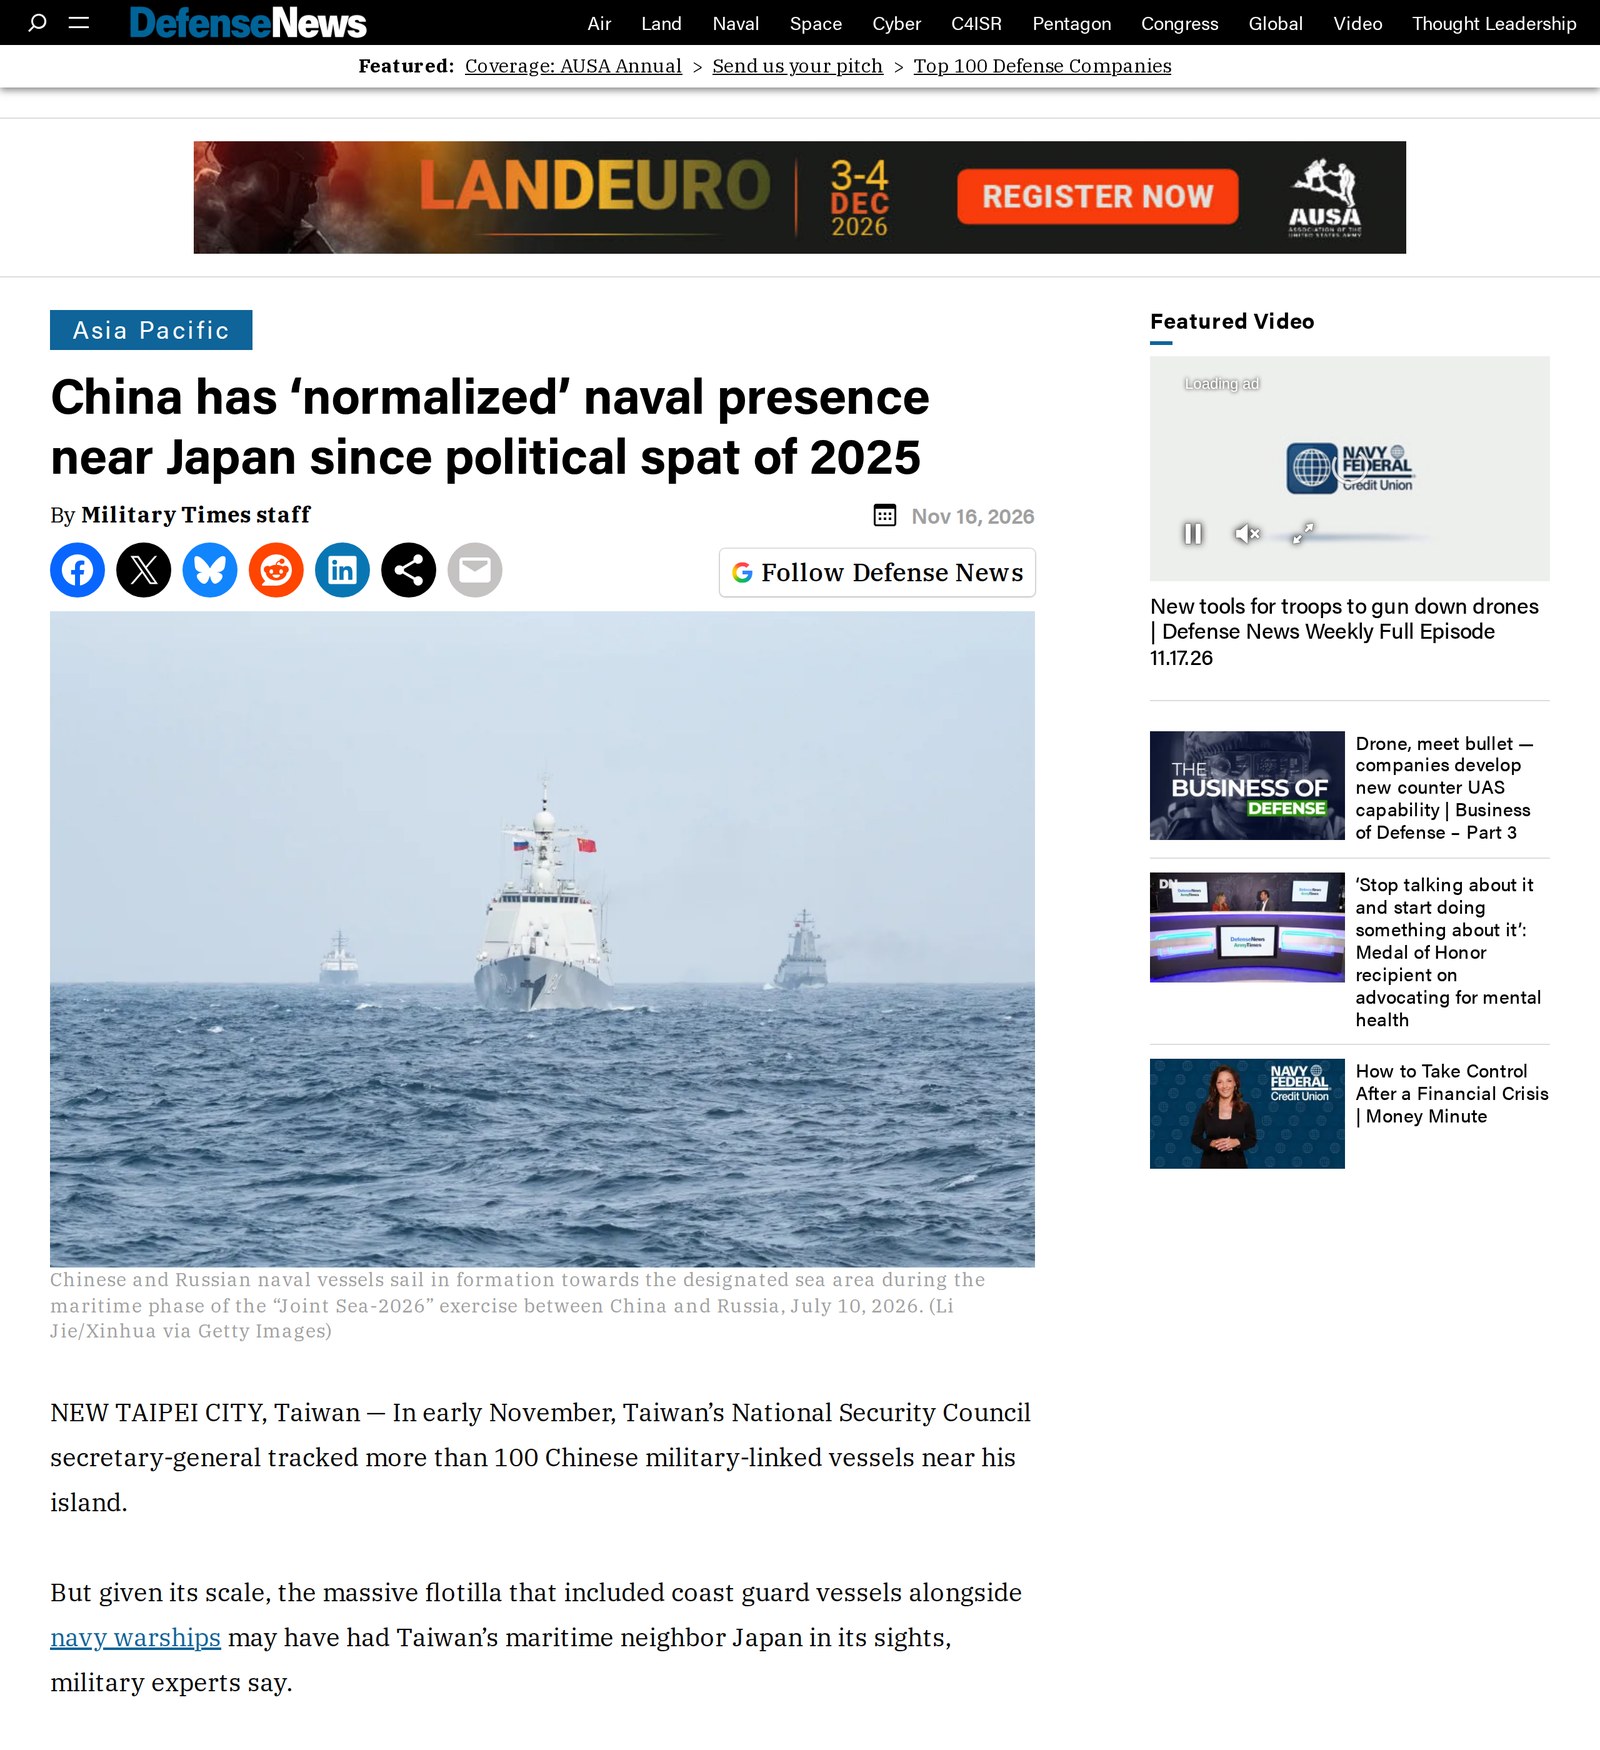 DefenseNews
Air Land Naval Space Cyber C4ISR Pentagon Congress Global Video Thought Leadership
Featured: Coverage: AUSA Annual > Send us your pitch > Top 100 Defense Companies
LANDEURO
3-4
DEC
2026
REGISTER NOW
AUSA
ASSOCIATION OF THE
UNITED STATES ARMY
Asia Pacific
China has ‘normalized’ naval presence
near Japan since political spat of 2025
By Military Times staff
Nov 16, 2026
Follow Defense News
Chinese and Russian naval vessels sail in formation towards the designated sea area during the
maritime phase of the “Joint Sea-2026” exercise between China and Russia, July 10, 2026. (Li
Jie/Xinhua via Getty Images)
NEW TAIPEI CITY, Taiwan — In early November, Taiwan’s National Security Council
secretary-general tracked more than 100 Chinese military-linked vessels near his
island.
But given its scale, the massive flotilla that included coast guard vessels alongside
navy warships may have had Taiwan’s maritime neighbor Japan in its sights,
military experts say.
Featured Video
Loading ad
NAVY
FEDERAL
Credit Union
New tools for troops to gun down drones
| Defense News Weekly Full Episode
11.17.26
THE
BUSINESS OF
DEFENSE
Drone, meet bullet —
companies develop
new counter UAS
capability | Business
of Defense – Part 3
DN
DefenseNews
ArmyTimes
‘Stop talking about it
and start doing
something about it’:
Medal of Honor
recipient on
advocating for mental
health
NAVY
FEDERAL
Credit Union
How to Take Control
After a Financial Crisis
| Money Minute